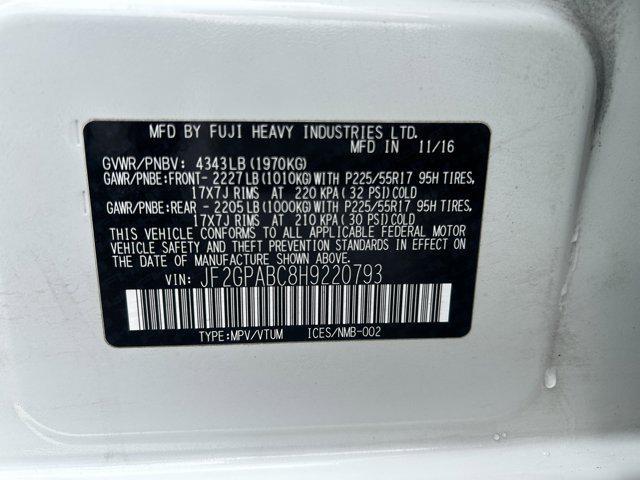 MFD BY FUJI HEAVY INDUSTRIES LTD.
MFD IN 11/16
GVWR/PNBV: 4343LB(1970KG)
GAWR/PNBE:FRONT- 2227LB(1010KG)WITH P225/55R17 95H TIRES,
17X7J RIMS AT 220 KPA(32 PSI)COLD
GAWR/PNBE:REAR - 2205LB(1000KG)WITH P225/55R17 95H TIRES,
17X7J RIMS AT 210 KPA(30 PSI)COLD
THIS VEHICLE CONFORMS TO ALL APPLICABLE FEDERAL MOTOR
VEHICLE SAFETY AND THEFT PREVENTION STANDARDS IN EFFECT ON
THE DATE OF MANUFACTURE SHOWN ABOVE.
VIN: JF2GPABC8H9220793
TYPE:MPV/VTUM ICES/NMB-002